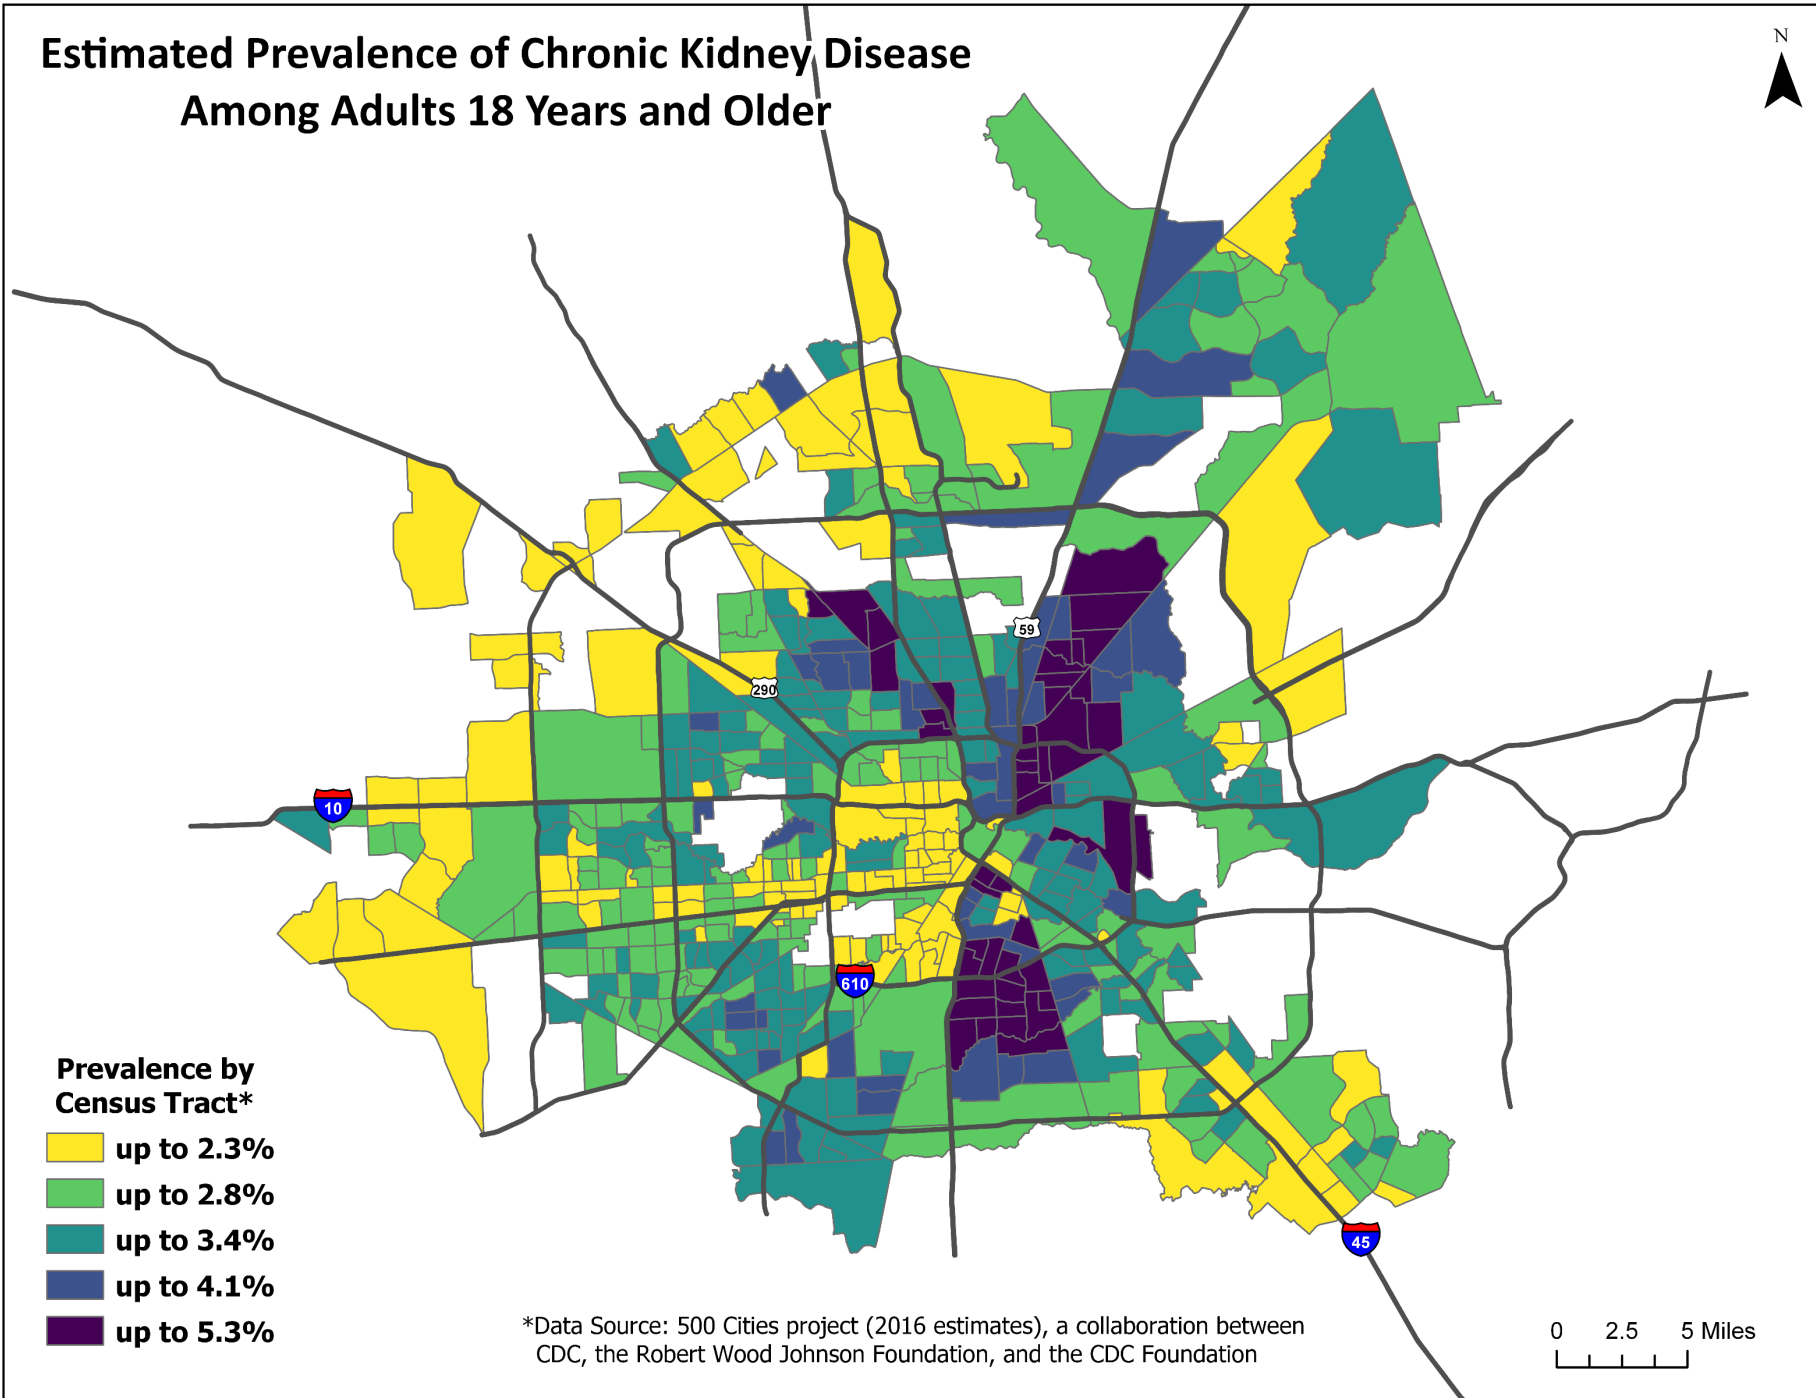 Estimated Prevalence of Chronic Kidney Disease
Among Adults 18 Years and Older
N
59
290
10
610
45
Prevalence by
Census Tract*
up to 2.3%
up to 2.8%
up to 3.4%
up to 4.1%
up to 5.3%
*Data Source: 500 Cities project (2016 estimates), a collaboration between
CDC, the Robert Wood Johnson Foundation, and the CDC Foundation
0 2.5 5 Miles